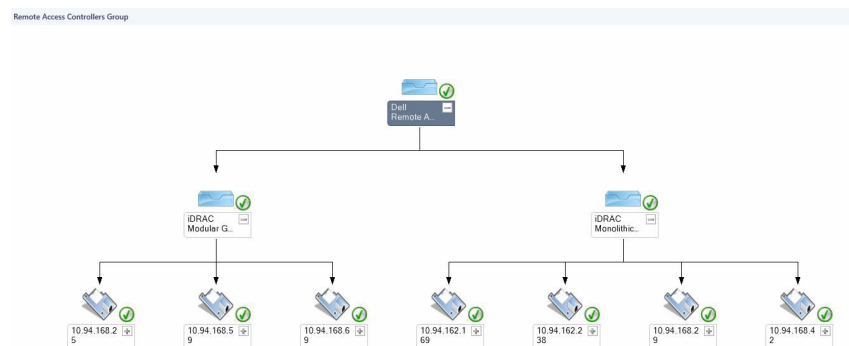 Remote Access Controllers Group
Dell
Remote A...
iDRAC
Modular G...
iDRAC
Monolithic...
10.94.168.2
5
10.94.168.5
9
10.94.168.6
9
10.94.162.1
69
10.94.162.2
38
10.94.168.2
9
10.94.168.4
2